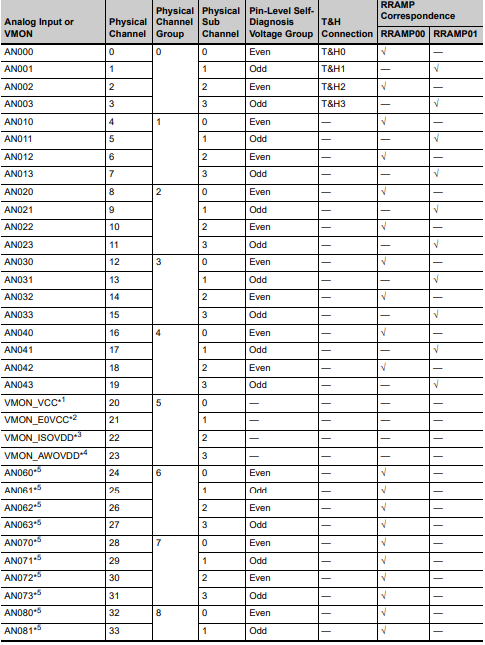 Analog Input or VMON | Physical Channel | Physical Channel Group | Physical Sub Channel | Pin-Level Self-Diagnosis Voltage Group | T&H Connection | RRAMP Correspondence
RRAMP00 | RRAMP01
AN000 | 0 | 0 | 0 | Even | T&H0 | √ | —
AN001 | 1 | 1 | Odd | T&H1 | — | √
AN002 | 2 | 2 | Even | T&H2 | √ | —
AN003 | 3 | 3 | Odd | T&H3 | — | √
AN010 | 4 | 1 | 0 | Even | — | √ | —
AN011 | 5 | 1 | Odd | — | — | √
AN012 | 6 | 2 | Even | — | √ | —
AN013 | 7 | 3 | Odd | — | — | √
AN020 | 8 | 2 | 0 | Even | — | √ | —
AN021 | 9 | 1 | Odd | — | — | √
AN022 | 10 | 2 | Even | — | √ | —
AN023 | 11 | 3 | Odd | — | — | √
AN030 | 12 | 3 | 0 | Even | — | √ | —
AN031 | 13 | 1 | Odd | — | — | √
AN032 | 14 | 2 | Even | — | √ | —
AN033 | 15 | 3 | Odd | — | — | √
AN040 | 16 | 4 | 0 | Even | — | √ | —
AN041 | 17 | 1 | Odd | — | — | √
AN042 | 18 | 2 | Even | — | √ | —
AN043 | 19 | 3 | Odd | — | — | √
VMON_VCC*1 | 20 | 5 | 0 | — | — | — | —
VMON_E0VCC*2 | 21 | 1 | — | — | — | —
VMON_ISOVDD*3 | 22 | 2 | — | — | — | —
VMON_AWOVDD*4 | 23 | 3 | — | — | — | —
AN060*5 | 24 | 6 | 0 | Even | — | √ | —
AN061*5 | 25 | 1 | Odd | — | √ | —
AN062*5 | 26 | 2 | Even | — | √ | —
AN063*5 | 27 | 3 | Odd | — | √ | —
AN070*5 | 28 | 7 | 0 | Even | — | √ | —
AN071*5 | 29 | 1 | Odd | — | √ | —
AN072*5 | 30 | 2 | Even | — | √ | —
AN073*5 | 31 | 3 | Odd | — | √ | —
AN080*5 | 32 | 8 | 0 | Even | — | √ | —
AN081*5 | 33 | 1 | Odd | — | √ | —